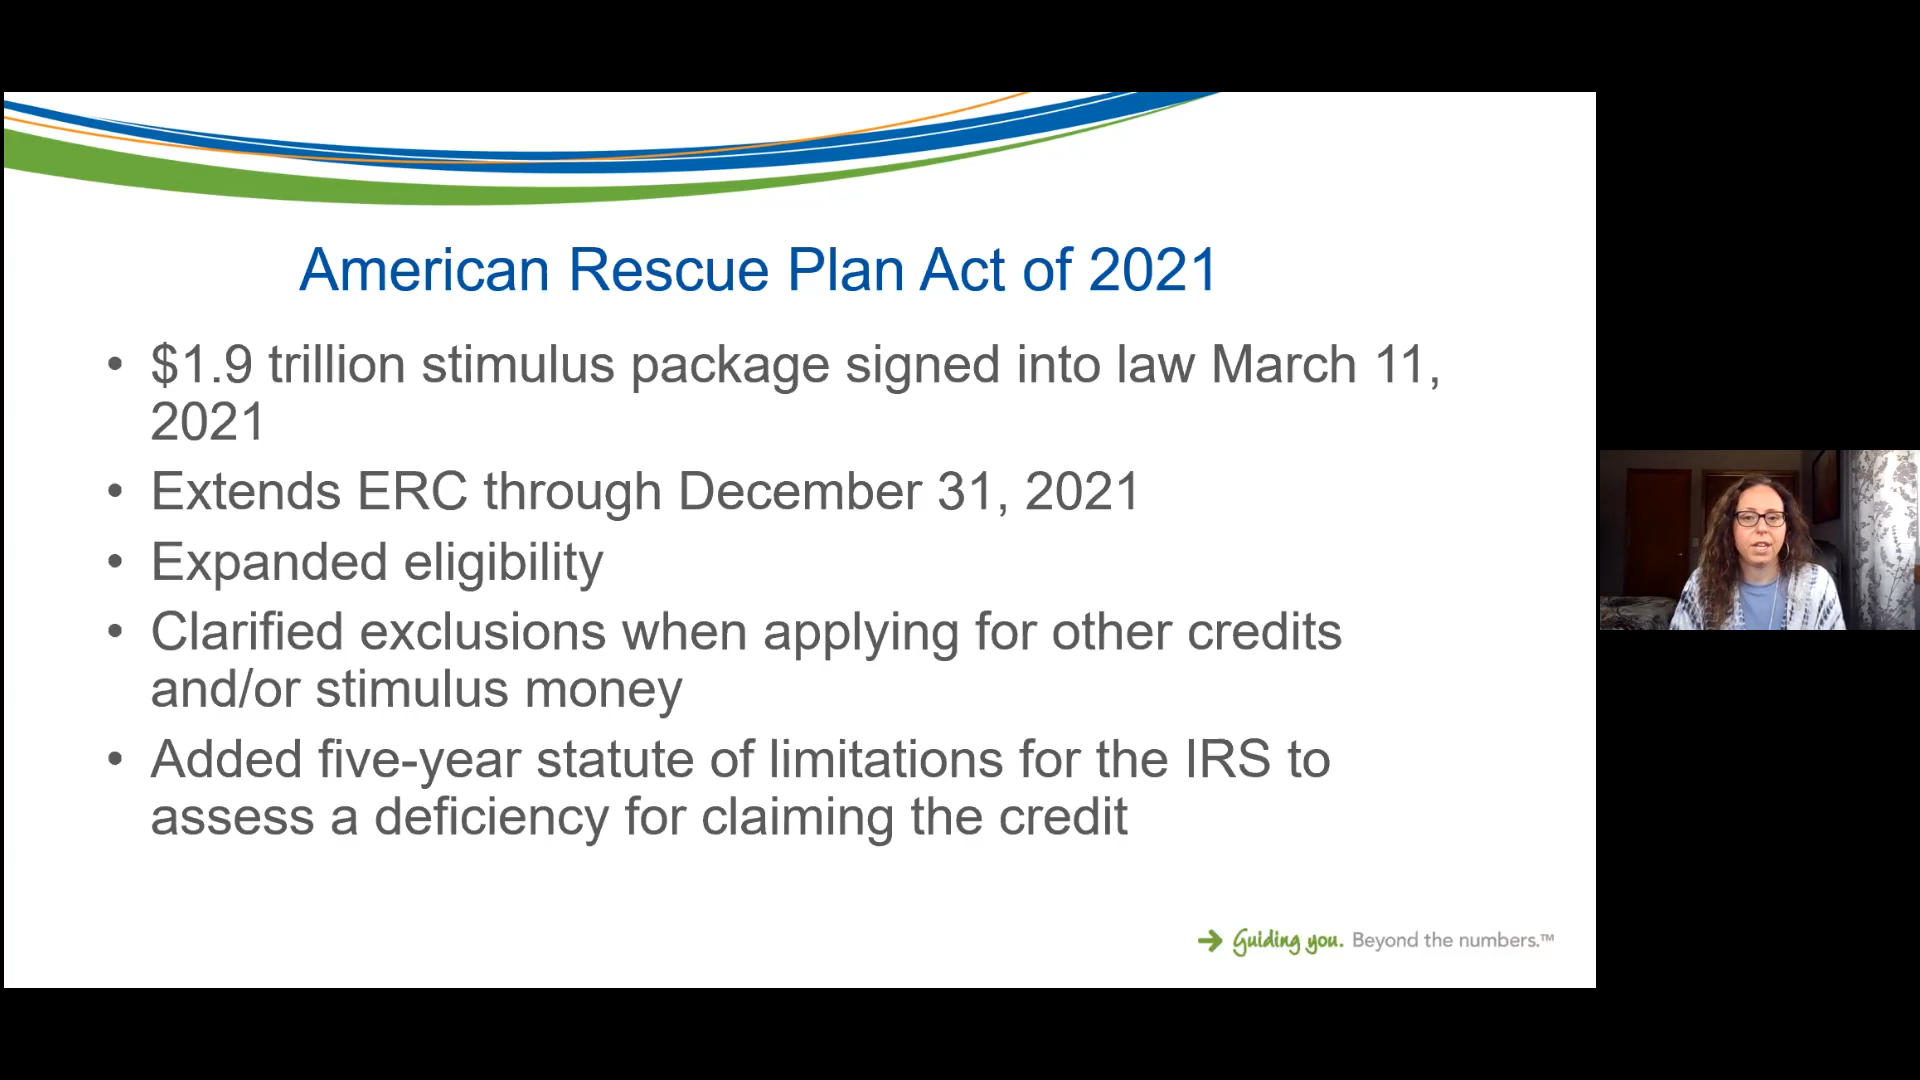 American Rescue Plan Act of 2021
• $1.9 trillion stimulus package signed into law March 11,
2021
• Extends ERC through December 31, 2021
• Expanded eligibility
• Clarified exclusions when applying for other credits
and/or stimulus money
• Added five-year statute of limitations for the IRS to
assess a deficiency for claiming the credit
Guiding you. Beyond the numbers.™